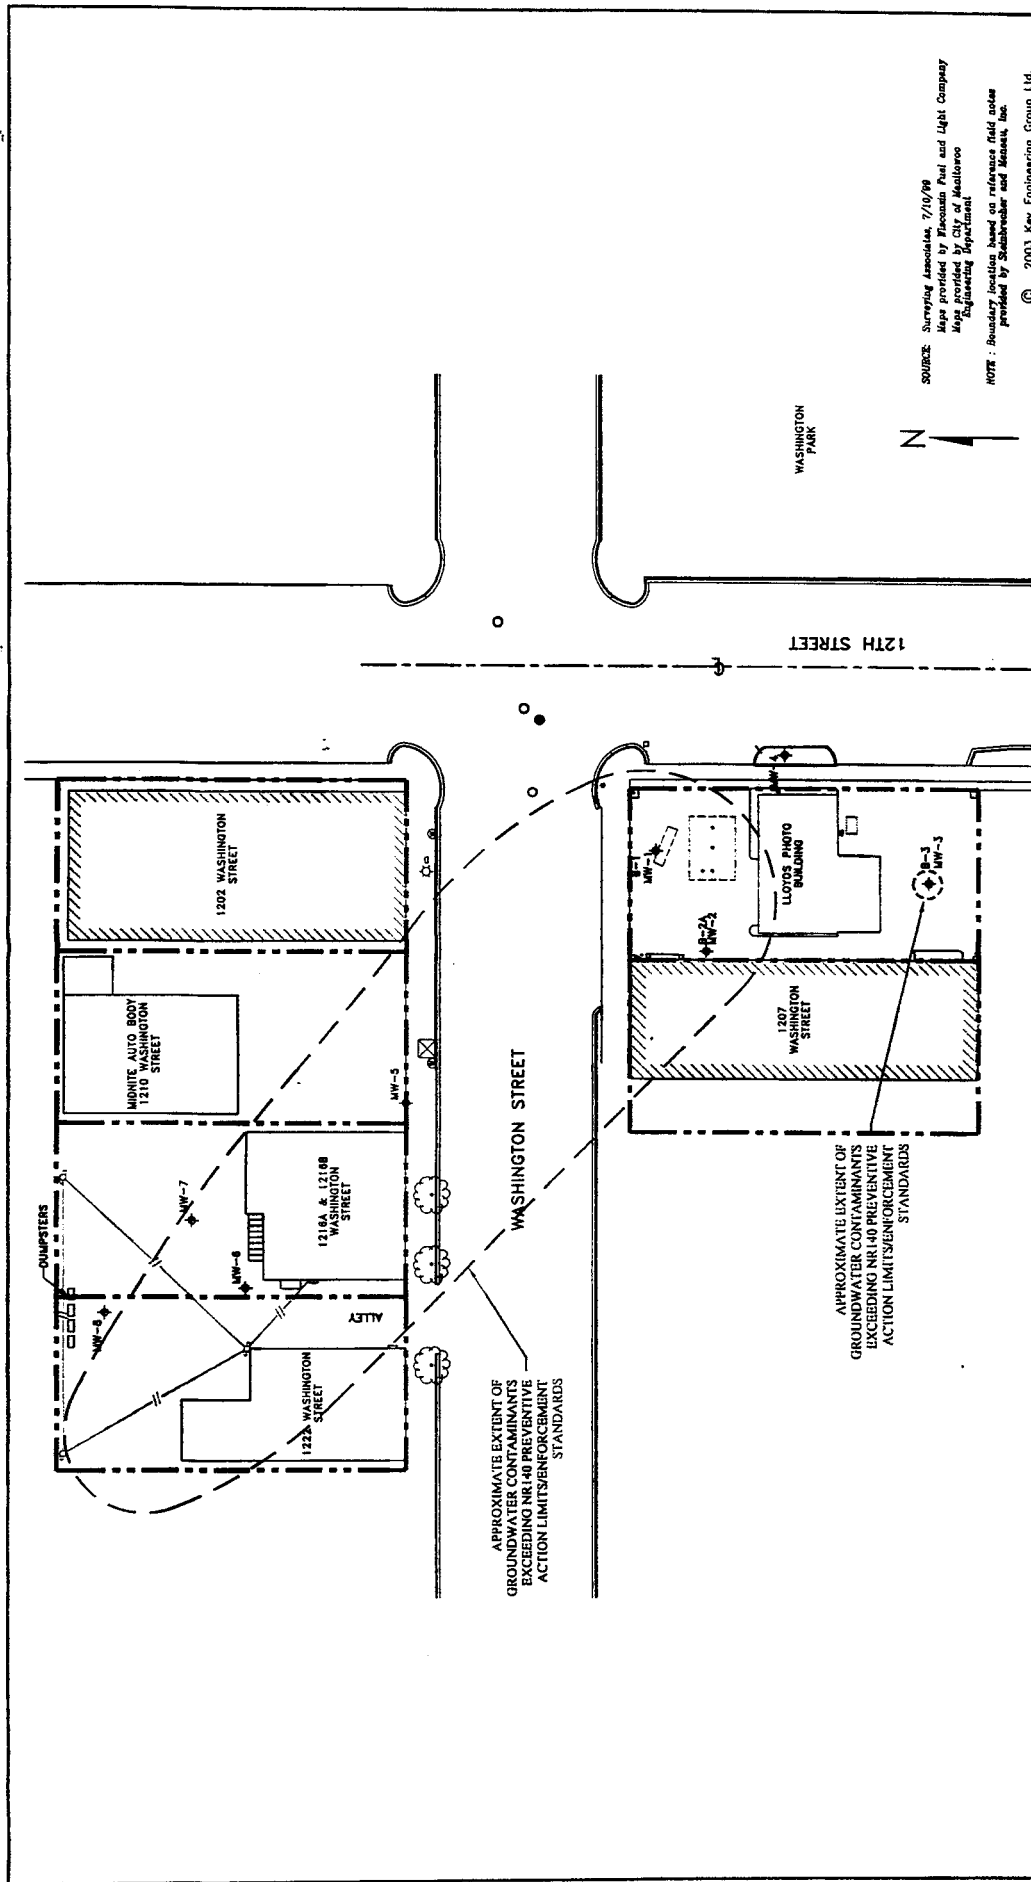 DUMPSTERS
MW-8
MW-7
MW-6
MW-5
MIDNITE AUTO BODY
1210 WASHINGTON
STREET
1202 WASHINGTON
STREET
1216A & 1216B
WASHINGTON
STREET
ALLEY
1222 WASHINGTON
STREET
WASHINGTON STREET
12TH STREET
WASHINGTON
PARK
B-1
MW-1
B-2A
MW-2
MW-4
LLOYD'S PHOTO
BUILDING
B-3
MW-3
1207
WASHINGTON
STREET
APPROXIMATE EXTENT OF
GROUNDWATER CONTAMINANTS
EXCEEDING NR140 PREVENTIVE
ACTION LIMITS/ENFORCEMENT
STANDARDS
APPROXIMATE EXTENT OF
GROUNDWATER CONTAMINANTS
EXCEEDING NR140 PREVENTIVE
ACTION LIMITS/ENFORCEMENT
STANDARDS
N
SOURCE: Surveying Associates, 7/10/99
Maps provided by Wisconsin Fuel and Light Company
Maps provided by City of Manitowoc
Engineering Department
NOTE : Boundary location based on reference field notes
provided by Steinbrecher and Meneau, Inc.
© 2003 Key Engineering Group Ltd.